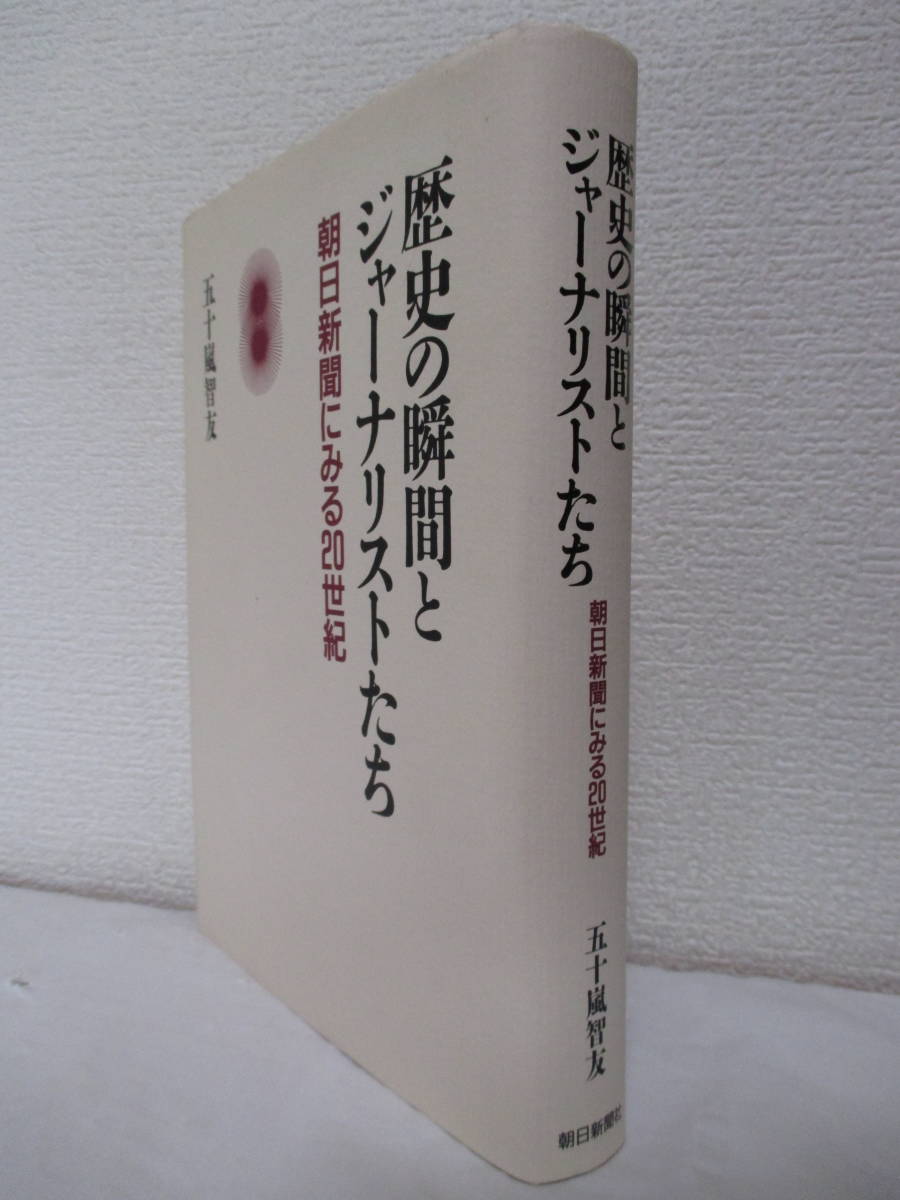 歴史の瞬間と
ジャーナリストたち
朝日新聞にみる20世紀
五十嵐智友
歴史の瞬間と
ジャーナリストたち
朝日新聞にみる20世紀
五十嵐智友
朝日新聞社